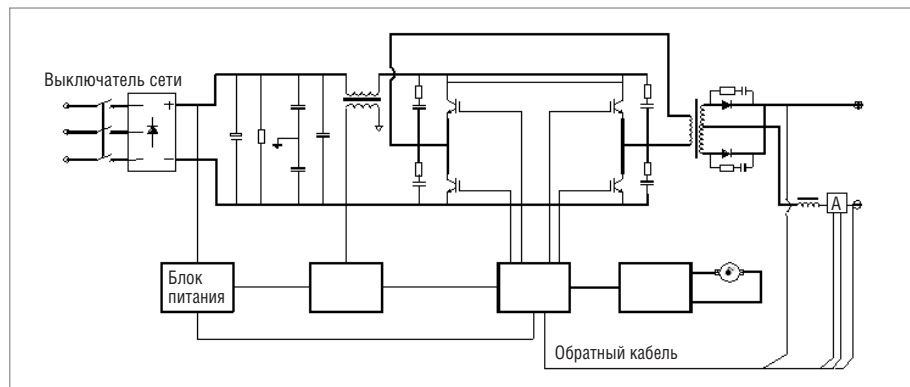 Выключатель сети
+
A
Блок
питания
Обратный кабель